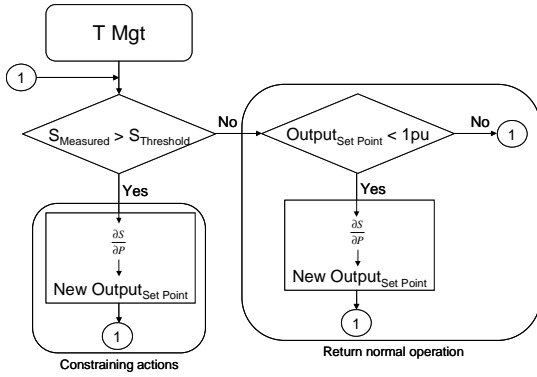 T Mgt
1
S_Measured > S_Threshold
No
Output_Set Point < 1pu
No
1
Yes
Yes
∂S/∂P
New Output_Set Point
1
∂S/∂P
New Output_Set Point
1
Constraining actions
Return normal operation